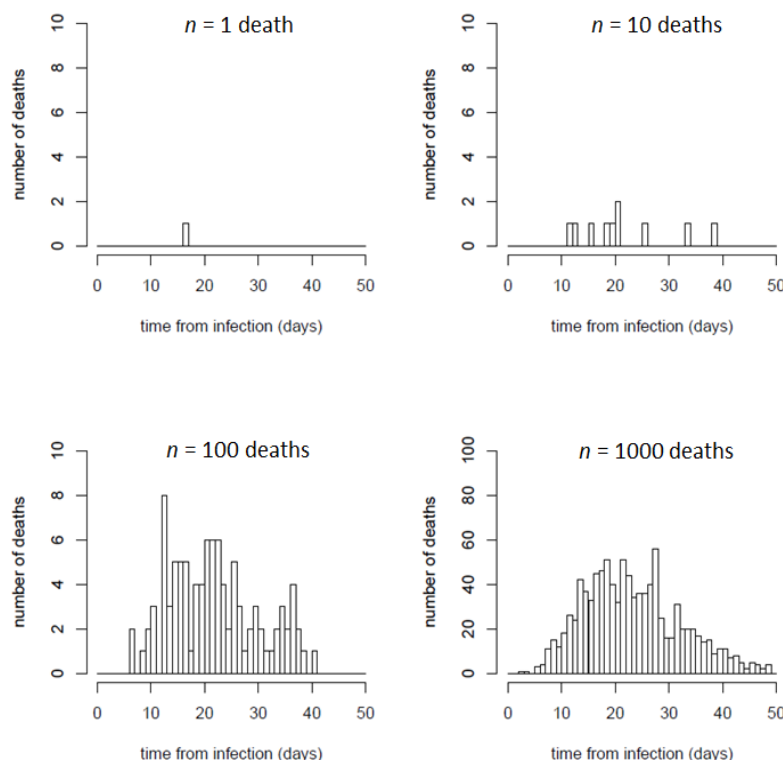 n = 1 death
number of deaths
0 2 4 6 8 10
0 10 20 30 40 50
time from infection (days)
n = 10 deaths
number of deaths
0 2 4 6 8 10
0 10 20 30 40 50
time from infection (days)
n = 100 deaths
number of deaths
0 2 4 6 8 10
0 10 20 30 40 50
time from infection (days)
n = 1000 deaths
number of deaths
0 20 40 60 80 100
0 10 20 30 40 50
time from infection (days)